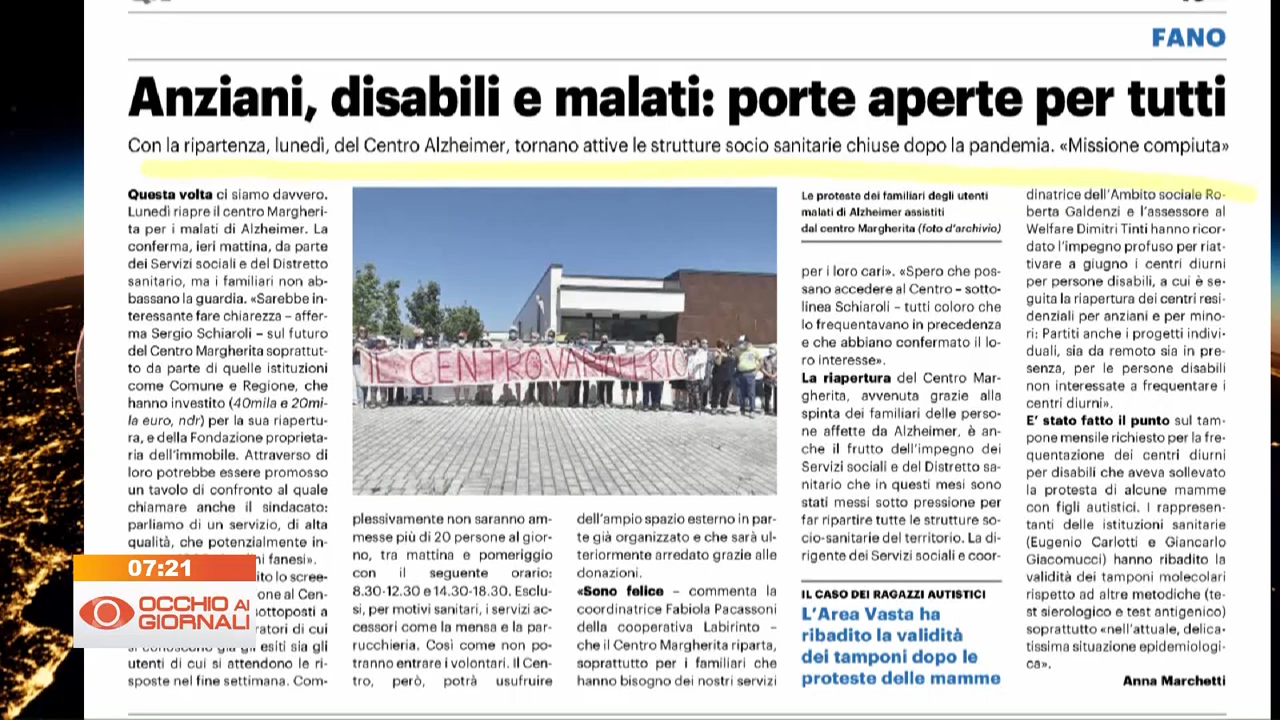 FANO
Anziani, disabili e malati: porte aperte per tutti
Con la ripartenza, lunedì, del Centro Alzheimer, tornano attive le strutture socio sanitarie chiuse dopo la pandemia. «Missione compiuta»
Questa volta ci siamo davvero.
Lunedì riapre il centro Margheri-
ta per i malati di Alzheimer. La
conferma, ieri mattina, da parte
dei Servizi sociali e del Distretto
sanitario, ma i familiari non ab-
bassano la guardia. «Sarebbe in-
teressante fare chiarezza – affer-
ma Sergio Schiaroli – sul futuro
del Centro Margherita soprattut-
to da parte di quelle istituzioni
come Comune e Regione, che
hanno investito (40mila e 20mi-
la euro, ndr) per la sua riapertu-
ra, e della Fondazione proprieta-
ria dell'immobile. Attraverso di
loro potrebbe essere promosso
un tavolo di confronto al quale
chiamare anche il sindacato:
parliamo di un servizio, di alta
qualità, che potenzialmente in-
ni fanesi».
ito lo scree-
one al Cen-
sottoposti a
ratori di cui
si conoscono già gli esiti sia gli
utenti di cui si attendono le ri-
sposte nel fine settimana. Com-
IL CENTRO VA RIAPERTO
plessivamente non saranno am-
messe più di 20 persone al gior-
no, tra mattina e pomeriggio
con il seguente orario:
8.30-12.30 e 14.30-18.30. Esclu-
si, per motivi sanitari, i servizi ac-
cessori come la mensa e la par-
rucchieria. Così come non po-
tranno entrare i volontari. Il Cen-
tro, però, potrà usufruire
dell'ampio spazio esterno in par-
te già organizzato e che sarà ul-
teriormente arredato grazie alle
donazioni.
«Sono felice – commenta la
coordinatrice Fabiola Pacassoni
della cooperativa Labirinto –
che il Centro Margherita riparta,
soprattutto per i familiari che
hanno bisogno dei nostri servizi
Le proteste dei familiari degli utenti
malati di Alzheimer assistiti
dal centro Margherita (foto d'archivio)
per i loro cari». «Spero che pos-
sano accedere al Centro – sotto-
linea Schiaroli – tutti coloro che
lo frequentavano in precedenza
e che abbiano confermato il lo-
ro interesse».
La riapertura del Centro Mar-
gherita, avvenuta grazie alla
spinta dei familiari delle perso-
ne affette da Alzheimer, è an-
che il frutto dell'impegno dei
Servizi sociali e del Distretto sa-
nitario che in questi mesi sono
stati messi sotto pressione per
far ripartire tutte le strutture so-
cio-sanitarie del territorio. La di-
rigente dei Servizi sociali e coor-
IL CASO DEI RAGAZZI AUTISTICI
L'Area Vasta ha
ribadito la validità
dei tamponi dopo le
proteste delle mamme
dinatrice dell'Ambito sociale Ro-
berta Galdenzi e l'assessore al
Welfare Dimitri Tinti hanno ricor-
dato l'impegno profuso per riat-
tivare a giugno i centri diurni
per persone disabili, a cui è se-
guita la riapertura dei centri resi-
denziali per anziani e per mino-
ri: Partiti anche i progetti indivi-
duali, sia da remoto sia in pre-
senza, per le persone disabili
non interessate a frequentare i
centri diurni».
E' stato fatto il punto sul tam-
pone mensile richiesto per la fre-
quentazione dei centri diurni
per disabili che aveva sollevato
la protesta di alcune mamme
con figli autistici. I rappresen-
tanti delle istituzioni sanitarie
(Eugenio Carlotti e Giancarlo
Giacomucci) hanno ribadito la
validità dei tamponi molecolari
rispetto ad altre metodiche (te-
st sierologico e test antigenico)
soprattutto «nell'attuale, delica-
tissima situazione epidemiologi-
ca».
Anna Marchetti
07:21
OCCHIO AI
GIORNALI